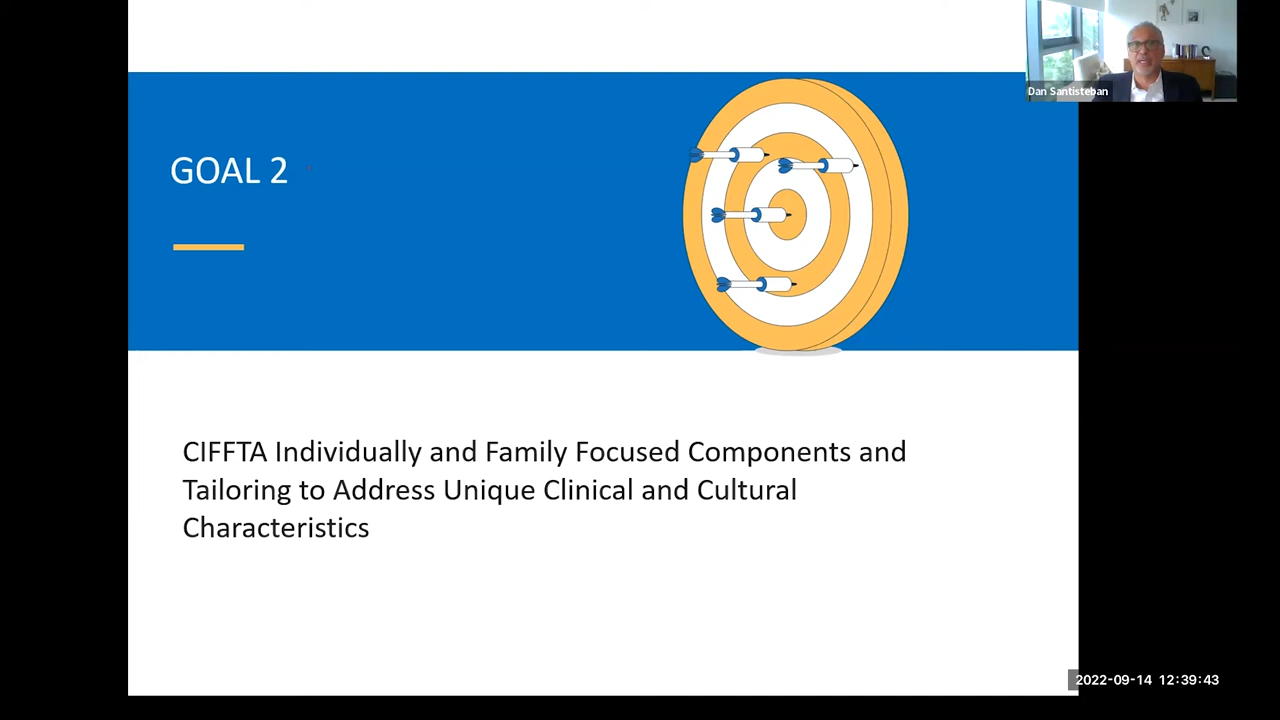 Dan Santisteban
GOAL 2
CIFFTA Individually and Family Focused Components and
Tailoring to Address Unique Clinical and Cultural
Characteristics
2022-09-14 12:39:43